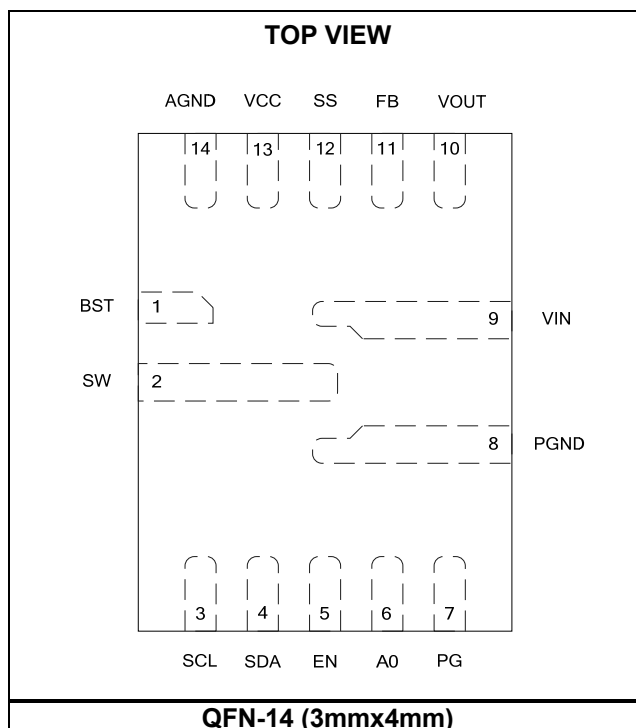 TOP VIEW
AGND VCC SS FB VOUT
14 13 12 11 10
BST 1
9 VIN
SW 2
8 PGND
3 4 5 6 7
SCL SDA EN A0 PG
QFN-14 (3mmx4mm)